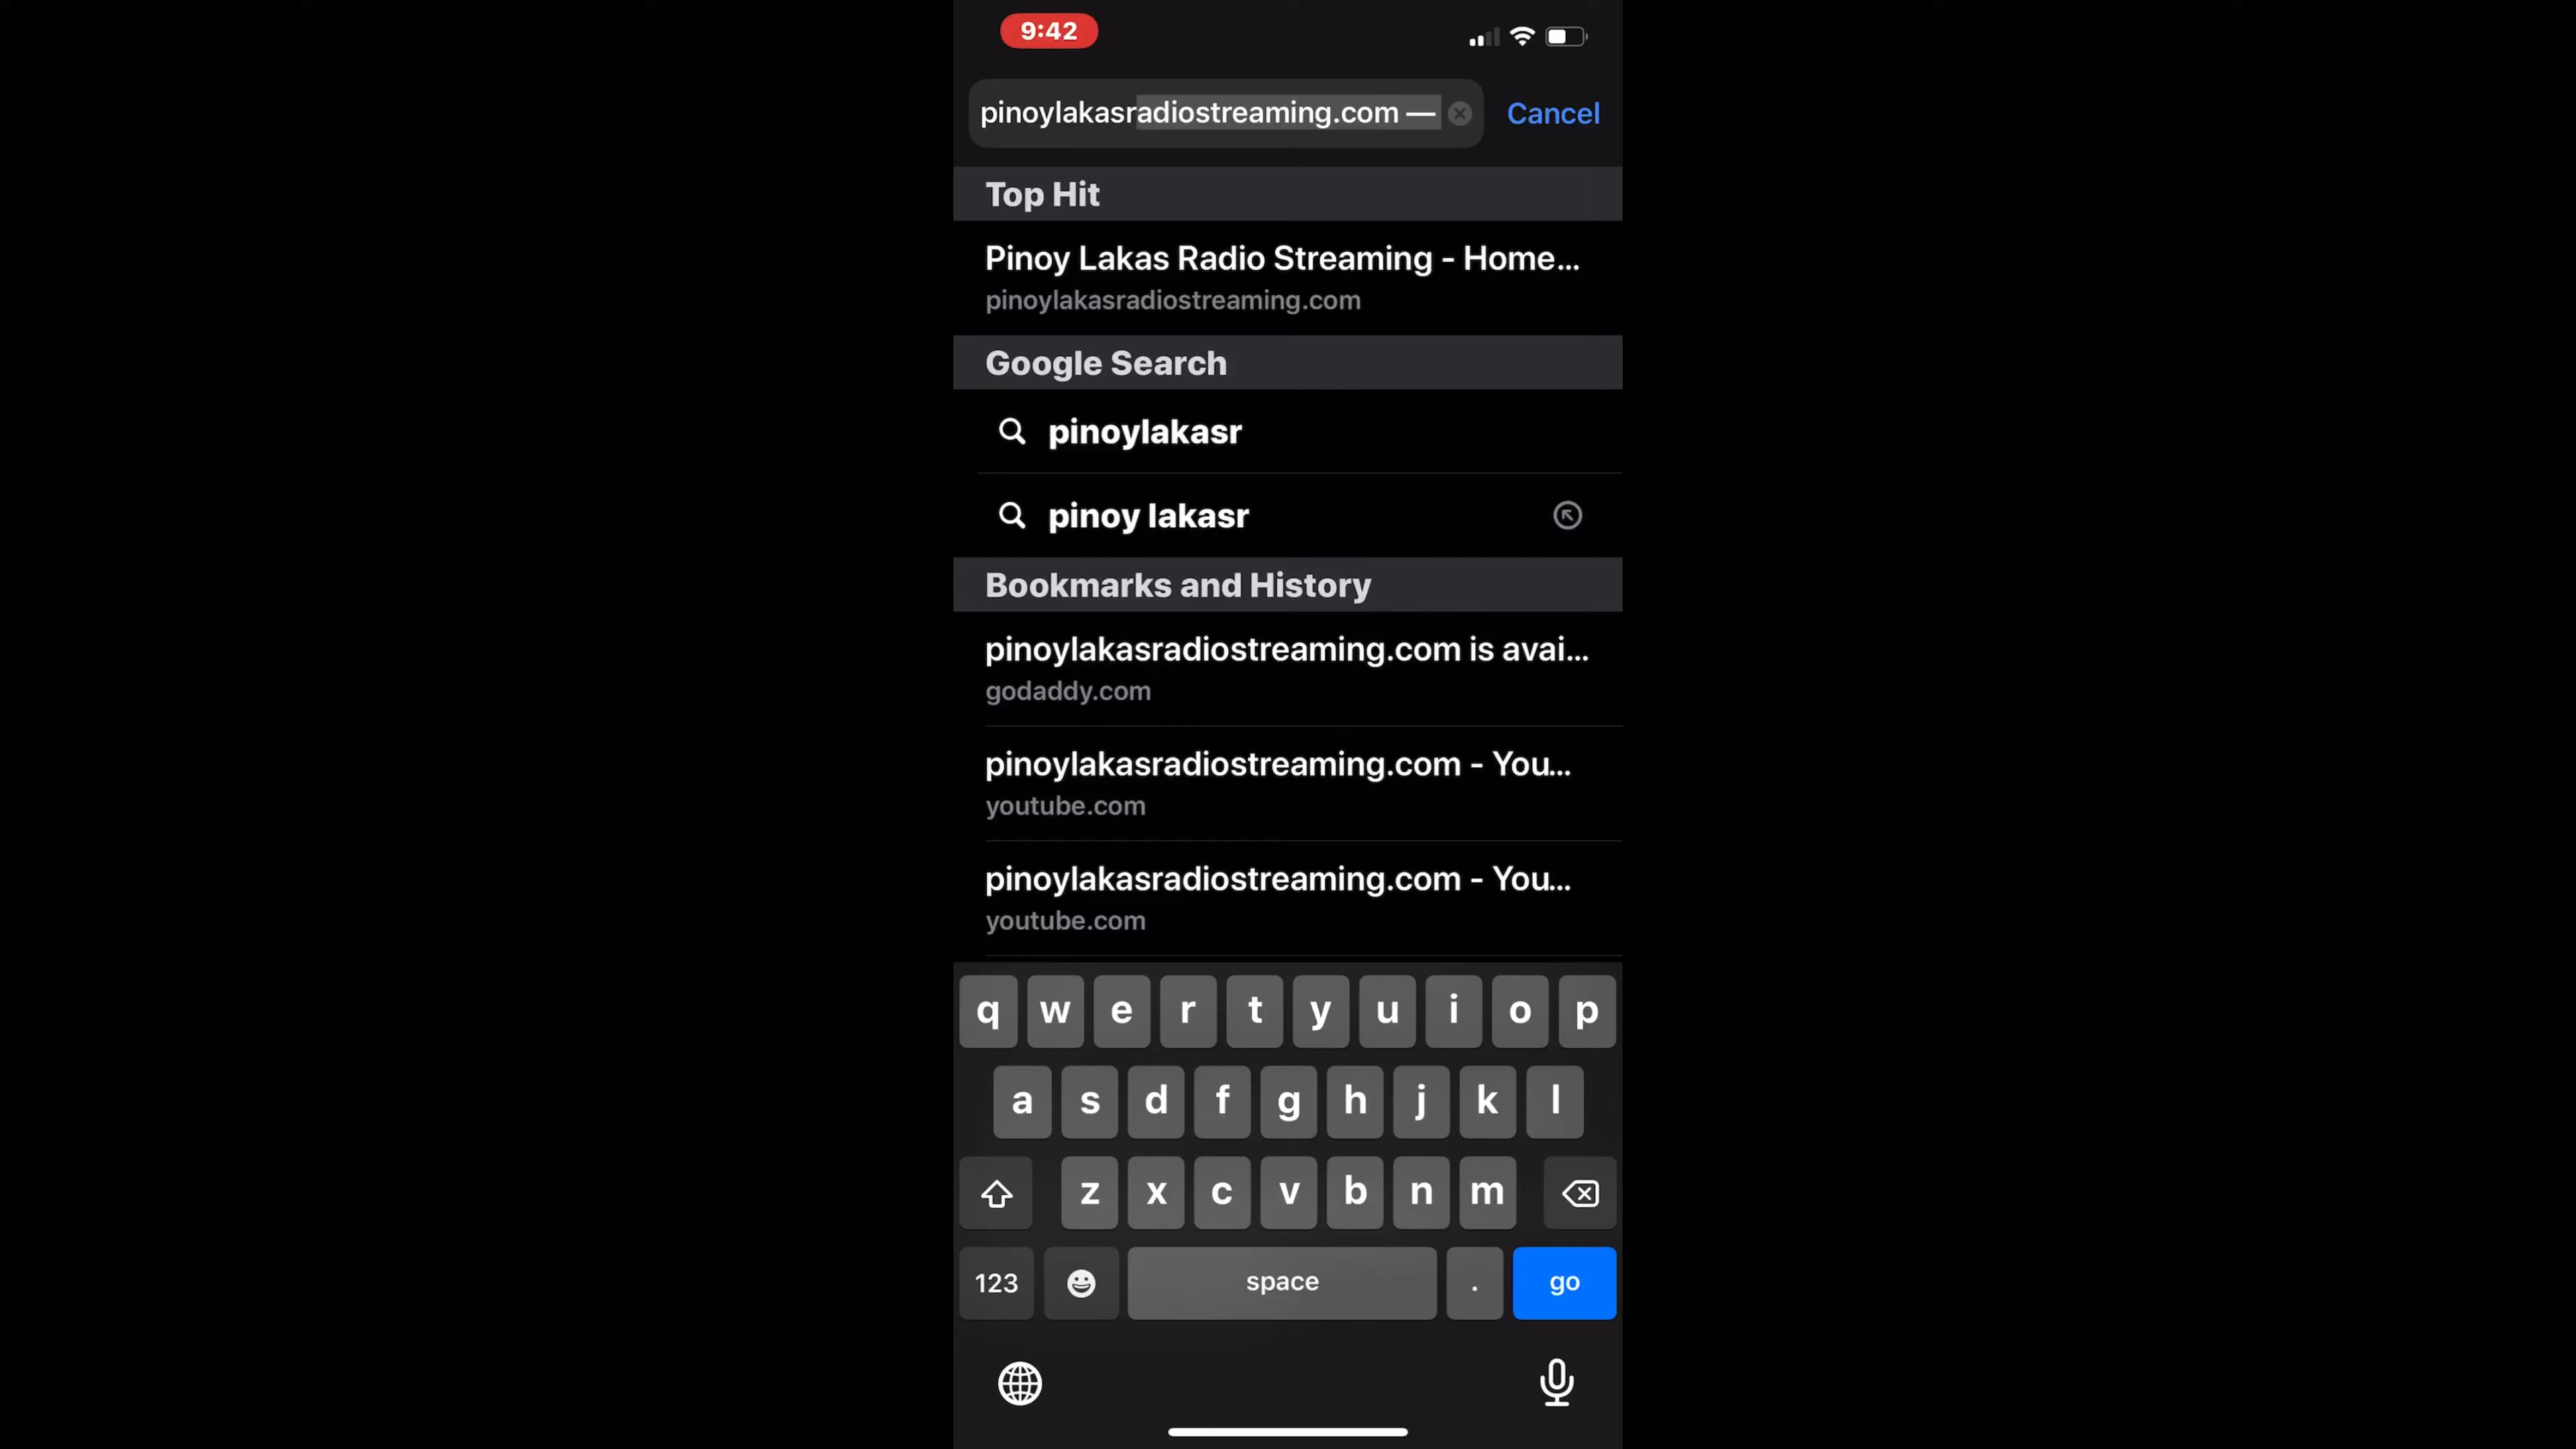 9:42
pinoylakasradiostreaming.com —
Cancel
Top Hit
Pinoy Lakas Radio Streaming - Home...
pinoylakasradiostreaming.com
Google Search
pinoylakasr
pinoy lakasr
Bookmarks and History
pinoylakasradiostreaming.com is avai...
godaddy.com
pinoylakasradiostreaming.com - You...
youtube.com
pinoylakasradiostreaming.com - You...
youtube.com
q w e r t y u i o p
a s d f g h j k l
z x c v b n m
123 space . go